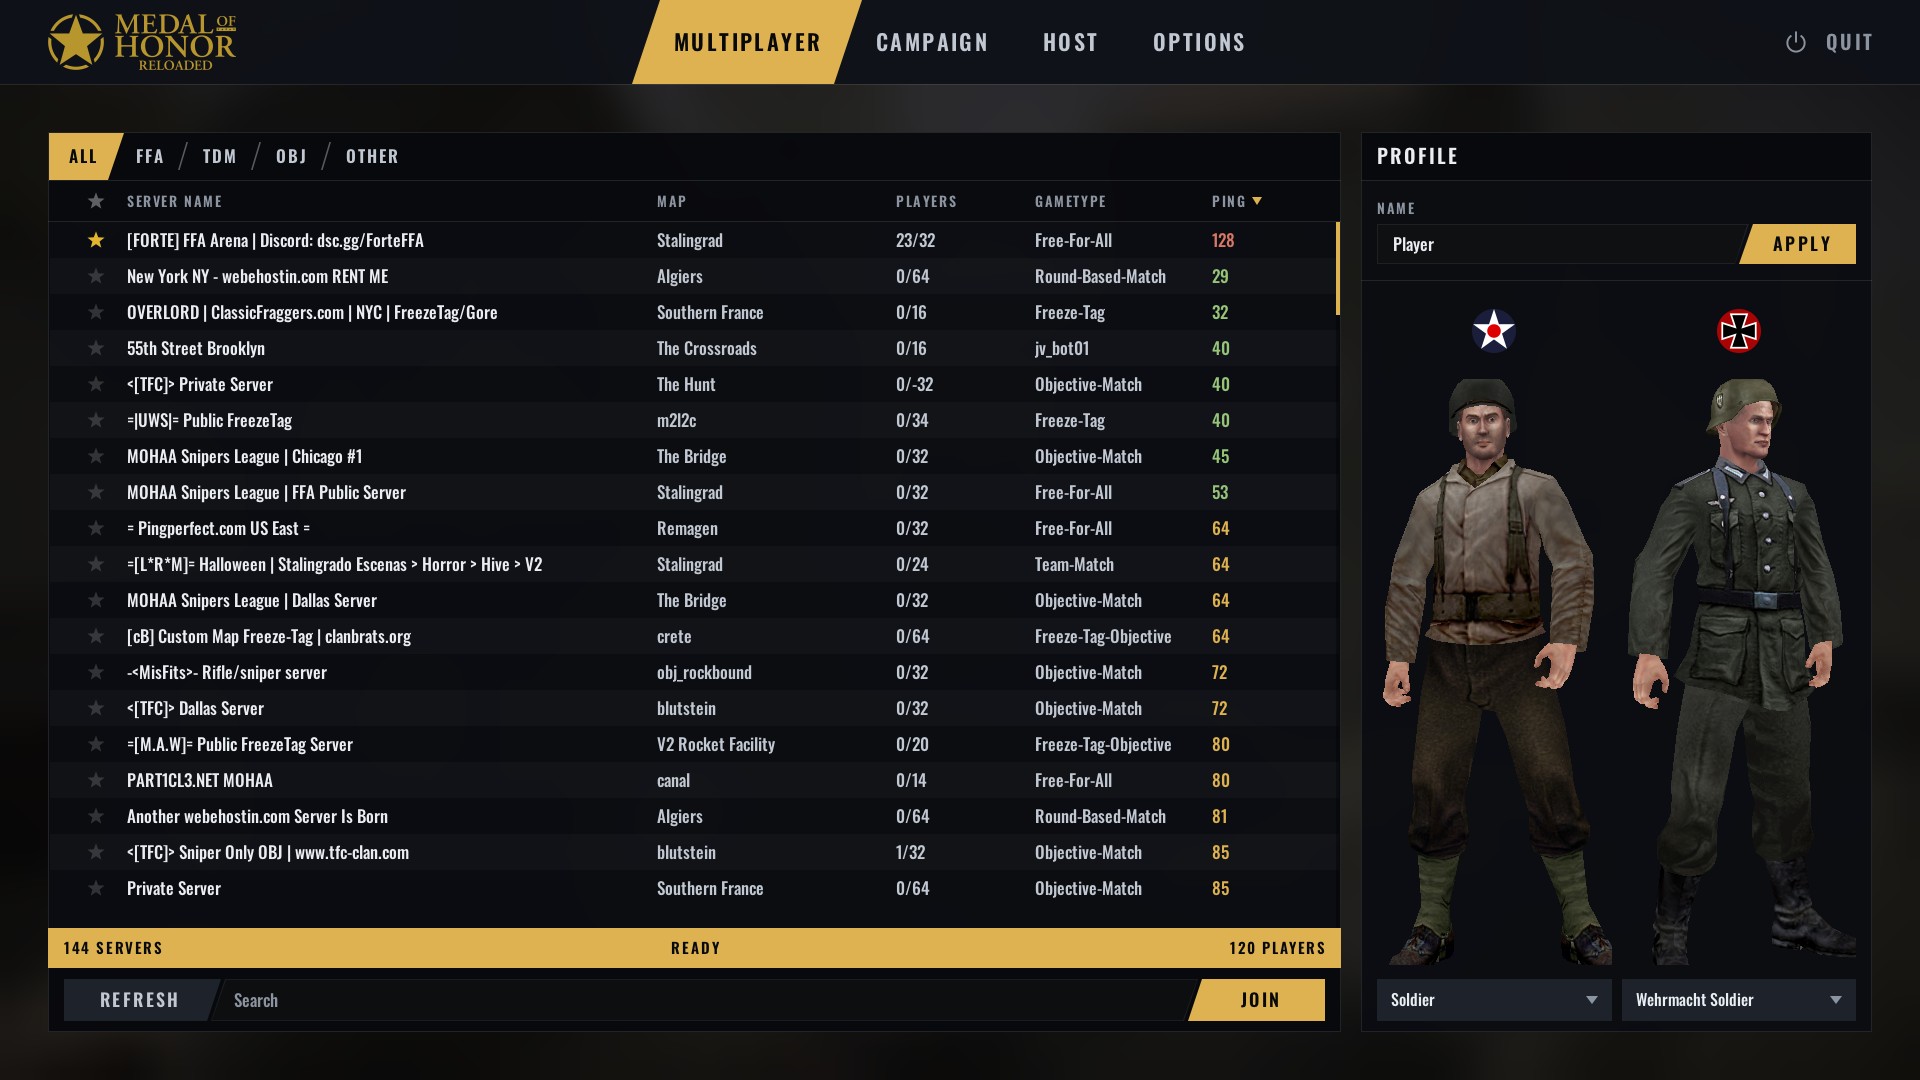 MEDAL OF
HONOR
RELOADED
MULTIPLAYER
CAMPAIGN
HOST
OPTIONS
QUIT
ALL
FFA
TDM
OBJ
OTHER
SERVER NAME MAP PLAYERS GAMETYPE PING
[FORTE] FFA Arena | Discord: dsc.gg/ForteFFA Stalingrad 23/32 Free-For-All 128
New York NY - webehostin.com RENT ME Algiers 0/64 Round-Based-Match 29
OVERLORD | ClassicFraggers.com | NYC | FreezeTag/Gore Southern France 0/16 Freeze-Tag 32
55th Street Brooklyn The Crossroads 0/16 jv_bot01 40
<[TFC]> Private Server The Hunt 0/-32 Objective-Match 40
=|UWS|= Public FreezeTag m2l2c 0/34 Freeze-Tag 40
MOHAA Snipers League | Chicago #1 The Bridge 0/32 Objective-Match 45
MOHAA Snipers League | FFA Public Server Stalingrad 0/32 Free-For-All 53
= Pingperfect.com US East = Remagen 0/32 Free-For-All 64
=[L*R*M]= Halloween | Stalingrado Escenas > Horror > Hive > V2 Stalingrad 0/24 Team-Match 64
MOHAA Snipers League | Dallas Server The Bridge 0/32 Objective-Match 64
[cB] Custom Map Freeze-Tag | clanbrats.org crete 0/64 Freeze-Tag-Objective 64
-<MisFits>- Rifle/sniper server obj_rockbound 0/32 Objective-Match 72
<[TFC]> Dallas Server blutstein 0/32 Objective-Match 72
=[M.A.W]= Public FreezeTag Server V2 Rocket Facility 0/20 Freeze-Tag-Objective 80
PART1CL3.NET MOHAA canal 0/14 Free-For-All 80
Another webehostin.com Server Is Born Algiers 0/64 Round-Based-Match 81
<[TFC]> Sniper Only OBJ | www.tfc-clan.com blutstein 1/32 Objective-Match 85
Private Server Southern France 0/64 Objective-Match 85
144 SERVERS READY 120 PLAYERS
REFRESH
Search
JOIN
PROFILE
NAME
Player
APPLY
Soldier
Wehrmacht Soldier